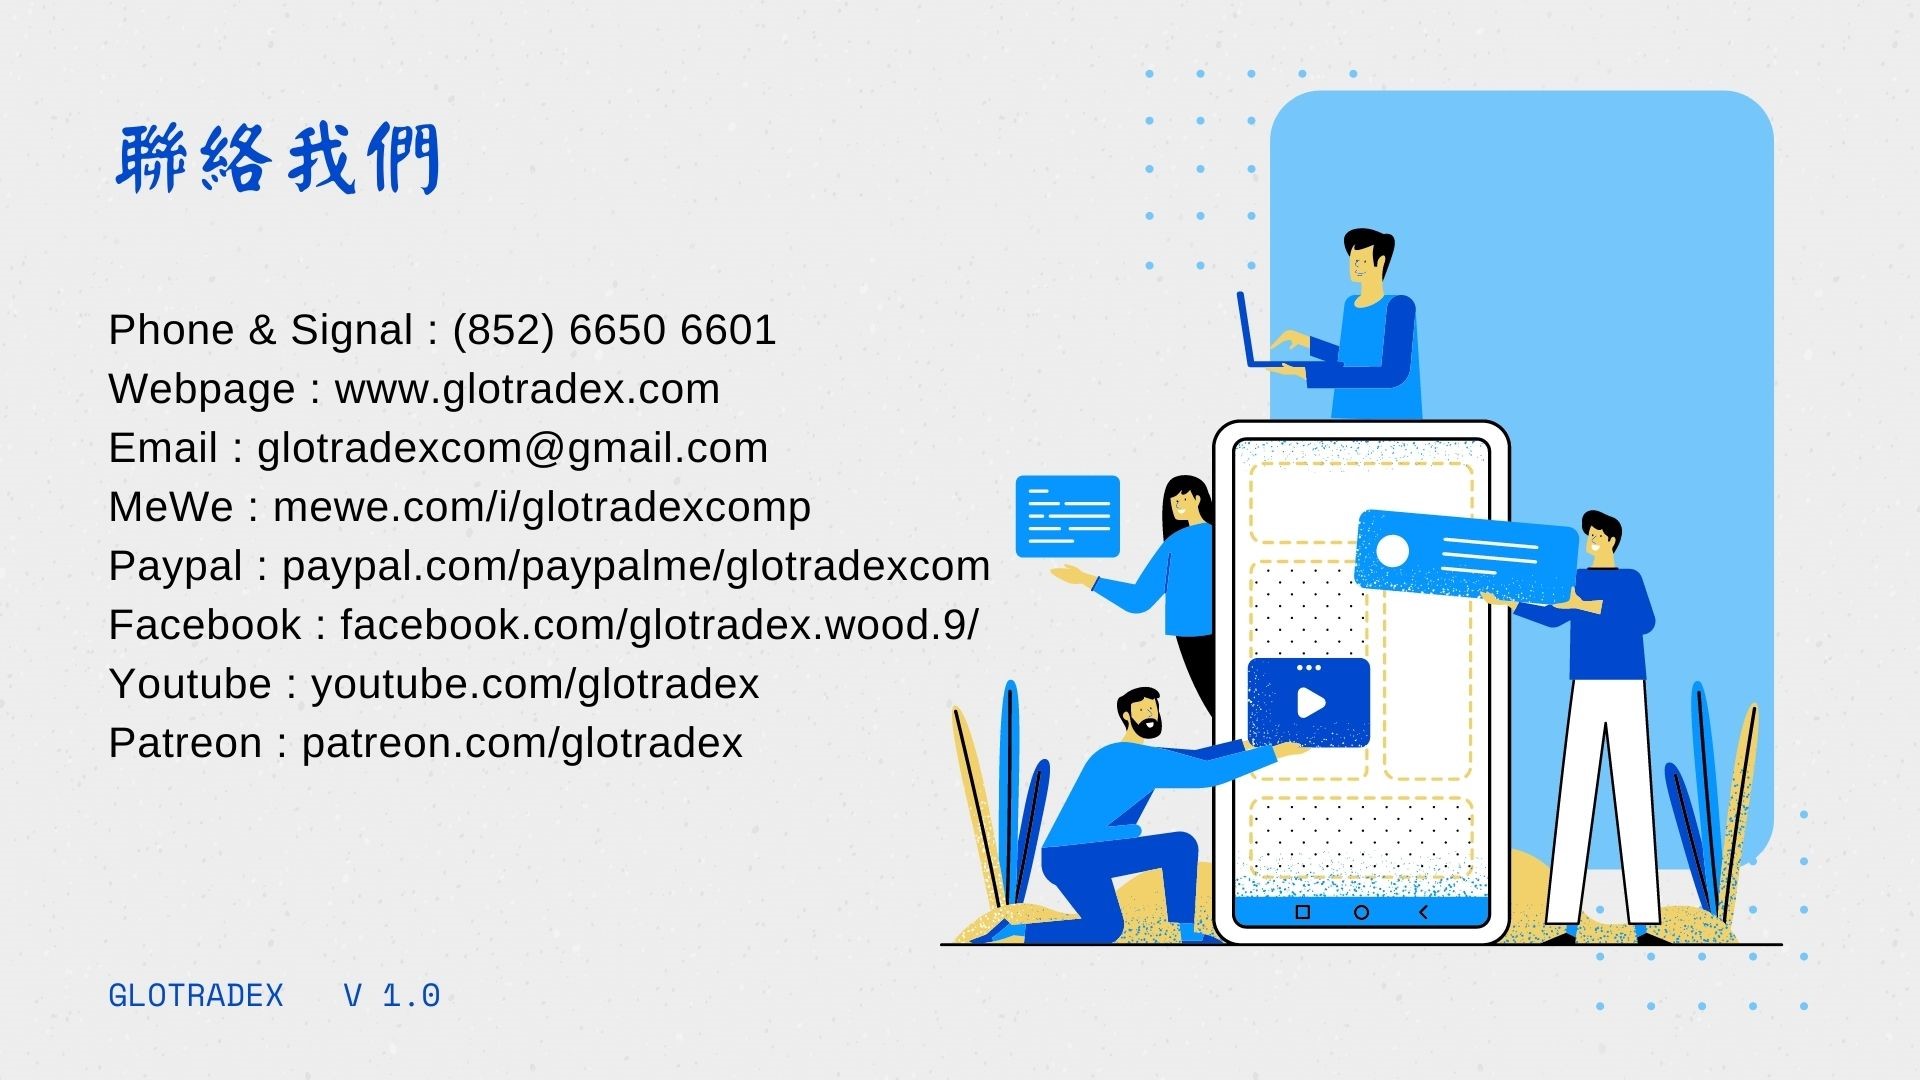 聯絡我們
Phone & Signal : (852) 6650 6601
Webpage : www.glotradex.com
Email : glotradexcom@gmail.com
MeWe : mewe.com/i/glotradexcomp
Paypal : paypal.com/paypalme/glotradexcom
Facebook : facebook.com/glotradex.wood.9/
Youtube : youtube.com/glotradex
Patreon : patreon.com/glotradex
GLOTRADEX V 1.0